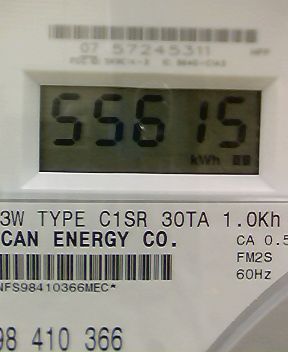 07 57245311
55615
kWh
3W TYPE C1SR 30TA 1.0Kh
CAN ENERGY CO.
CA 0.5
FM2S
NFS98410366MEC*
60Hz
98 410 366